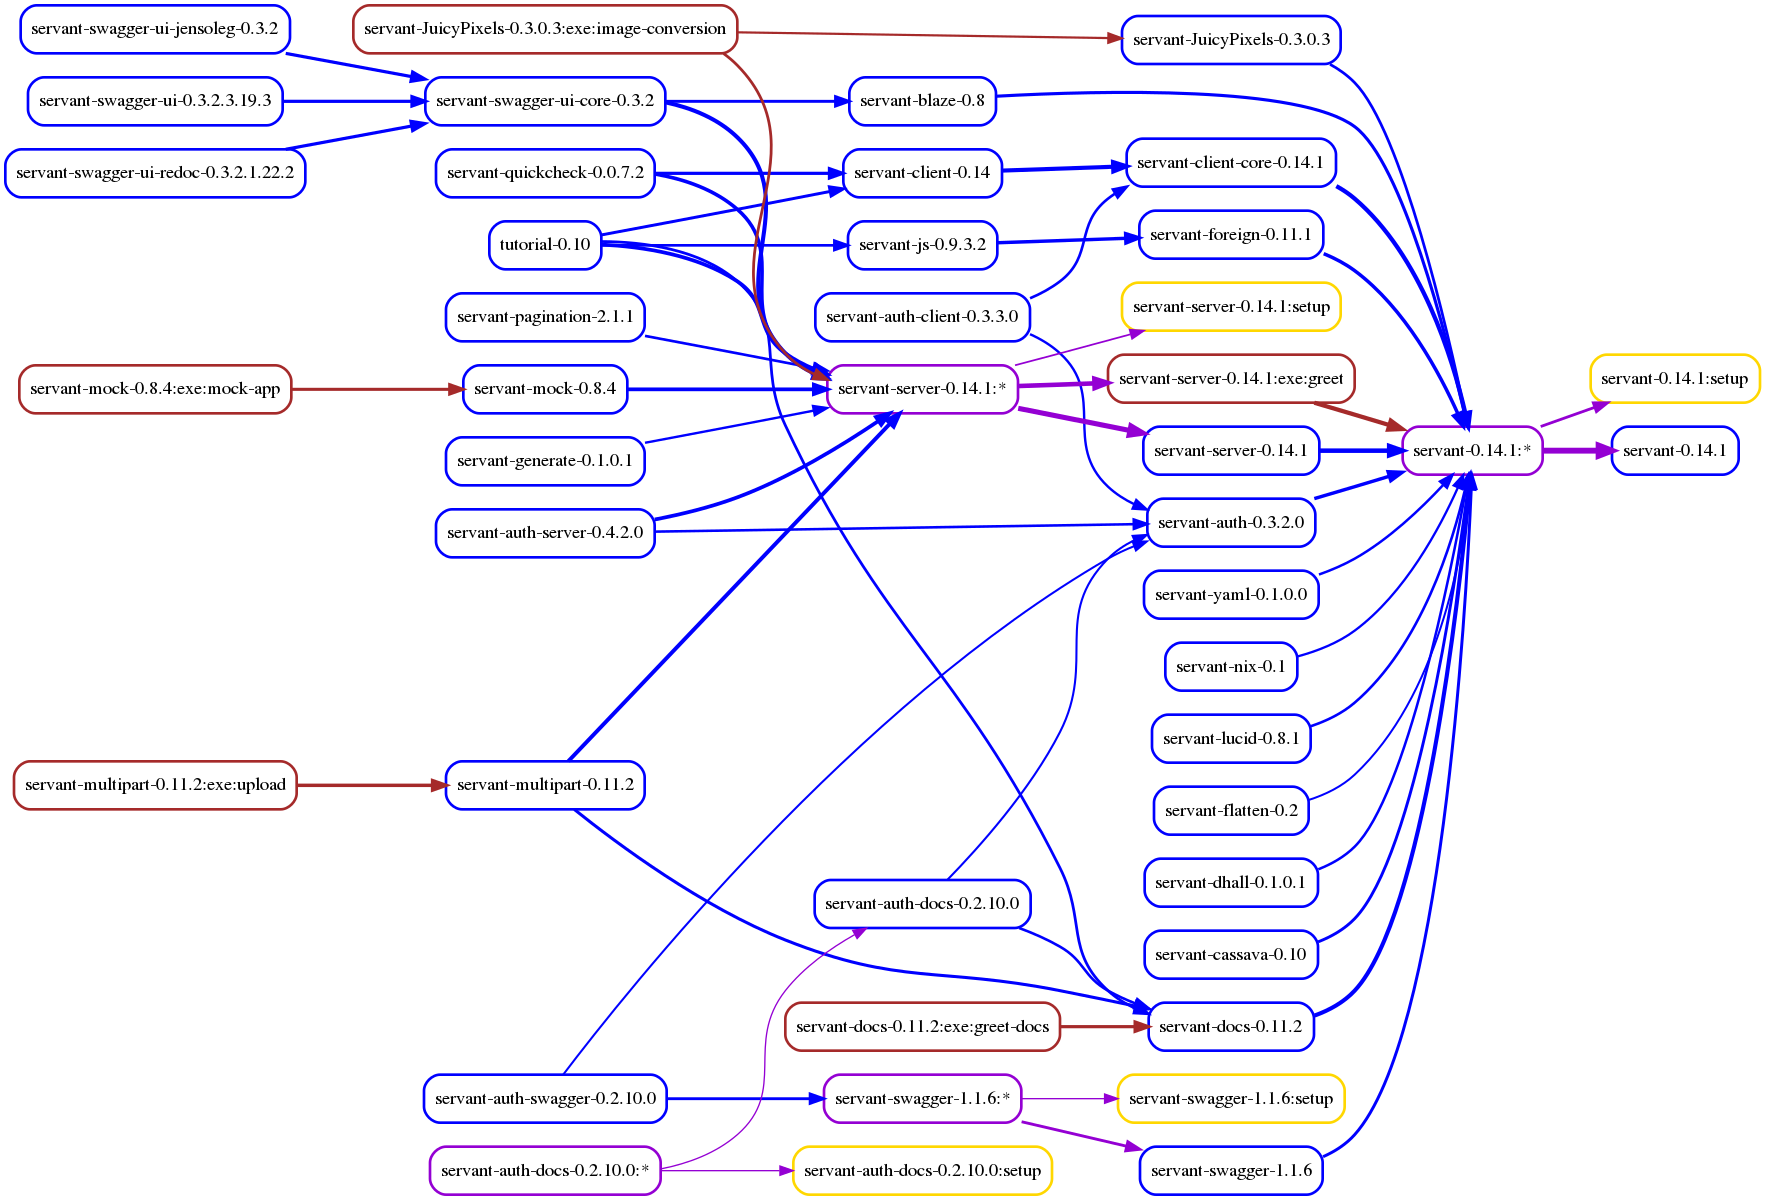 servant-swagger-ui-jensoleg-0.3.2
servant-JuicyPixels-0.3.0.3:exe:image-conversion
servant-JuicyPixels-0.3.0.3
servant-swagger-ui-0.3.2.3.19.3
servant-swagger-ui-core-0.3.2
servant-blaze-0.8
servant-swagger-ui-redoc-0.3.2.1.22.2
servant-quickcheck-0.0.7.2
servant-client-0.14
servant-client-core-0.14.1
tutorial-0.10
servant-js-0.9.3.2
servant-foreign-0.11.1
servant-pagination-2.1.1
servant-auth-client-0.3.3.0
servant-server-0.14.1:setup
servant-mock-0.8.4:exe:mock-app
servant-mock-0.8.4
servant-server-0.14.1:*
servant-server-0.14.1:exe:greet
servant-0.14.1:setup
servant-generate-0.1.0.1
servant-server-0.14.1
servant-0.14.1:*
servant-0.14.1
servant-auth-server-0.4.2.0
servant-auth-0.3.2.0
servant-yaml-0.1.0.0
servant-nix-0.1
servant-lucid-0.8.1
servant-multipart-0.11.2:exe:upload
servant-multipart-0.11.2
servant-flatten-0.2
servant-dhall-0.1.0.1
servant-auth-docs-0.2.10.0
servant-cassava-0.10
servant-docs-0.11.2:exe:greet-docs
servant-docs-0.11.2
servant-auth-swagger-0.2.10.0
servant-swagger-1.1.6:*
servant-swagger-1.1.6:setup
servant-auth-docs-0.2.10.0:*
servant-auth-docs-0.2.10.0:setup
servant-swagger-1.1.6